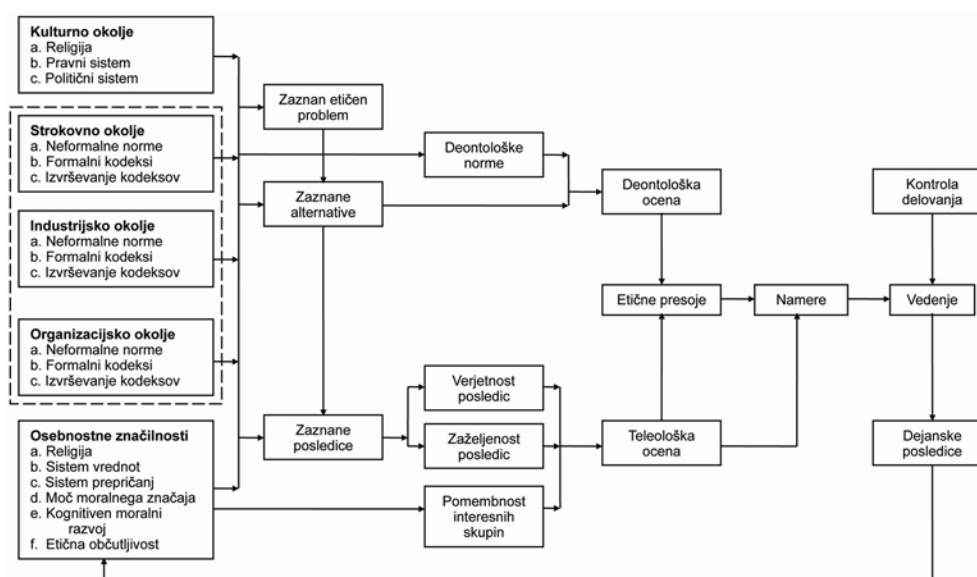 Kulturno okolje
a. Religija
b. Pravni sistem
c. Politični sistem
Strokovno okolje
a. Neformalne norme
b. Formalni kodeksi
c. Izvrševanje kodeksov
Industrijsko okolje
a. Neformalne norme
b. Formalni kodeksi
c. Izvrševanje kodeksov
Organizacijsko okolje
a. Neformalne norme
b. Formalni kodeksi
c. Izvrševanje kodeksov
Osebnostne značilnosti
a. Religija
b. Sistem vrednot
c. Sistem prepričanj
d. Moč moralnega značaja
e. Kognitiven moralni
razvoj
f. Etična občutljivost
Zaznan etičen
problem
Zaznane
alternative
Zaznane
posledice
Deontološke
norme
Verjetnost
posledic
Zaželjenost
posledic
Pomembnost
interesnih
skupin
Deontološka
ocena
Etične presoje
Teleološka
ocena
Namere
Kontrola
delovanja
Vedenje
Dejanske
posledice